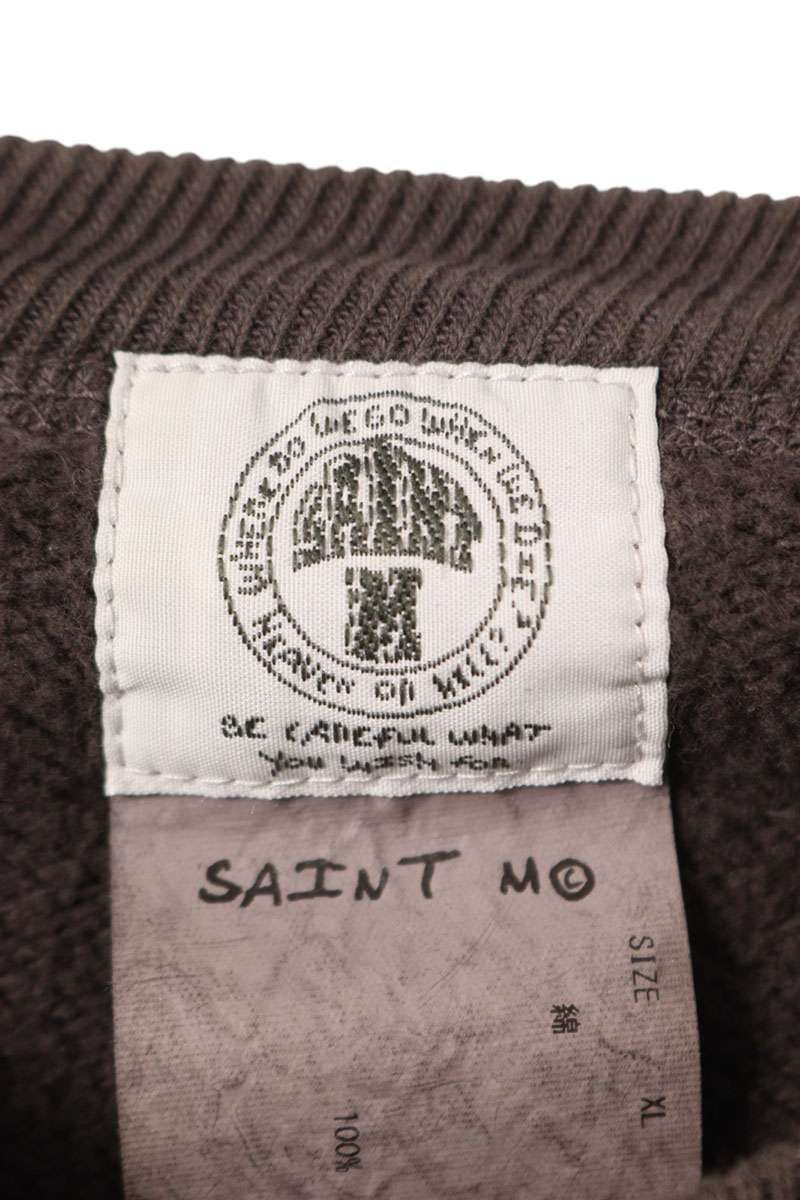 WHERE DO WE GO WHEN WE DIE?
HEAVEN OR HELL?
SAINT
M
BE CAREFUL WHAT
YOU WISH FOR
SAINT M©
SIZE XL
綿 100%